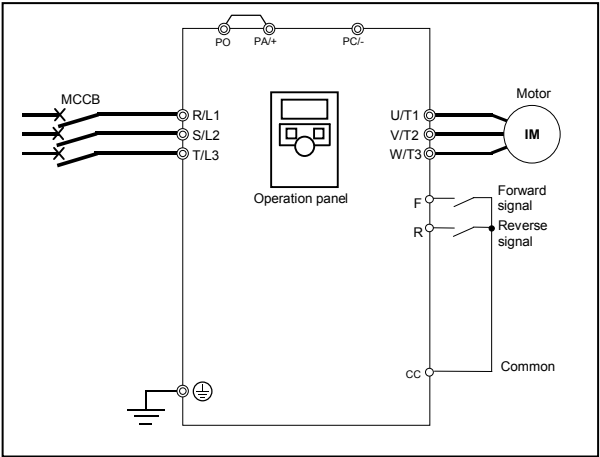 PO
PA/+
PC/-
MCCB
R/L1
S/L2
T/L3
Operation panel
U/T1
V/T2
W/T3
Motor
IM
F
Forward
signal
R
Reverse
signal
CC
Common